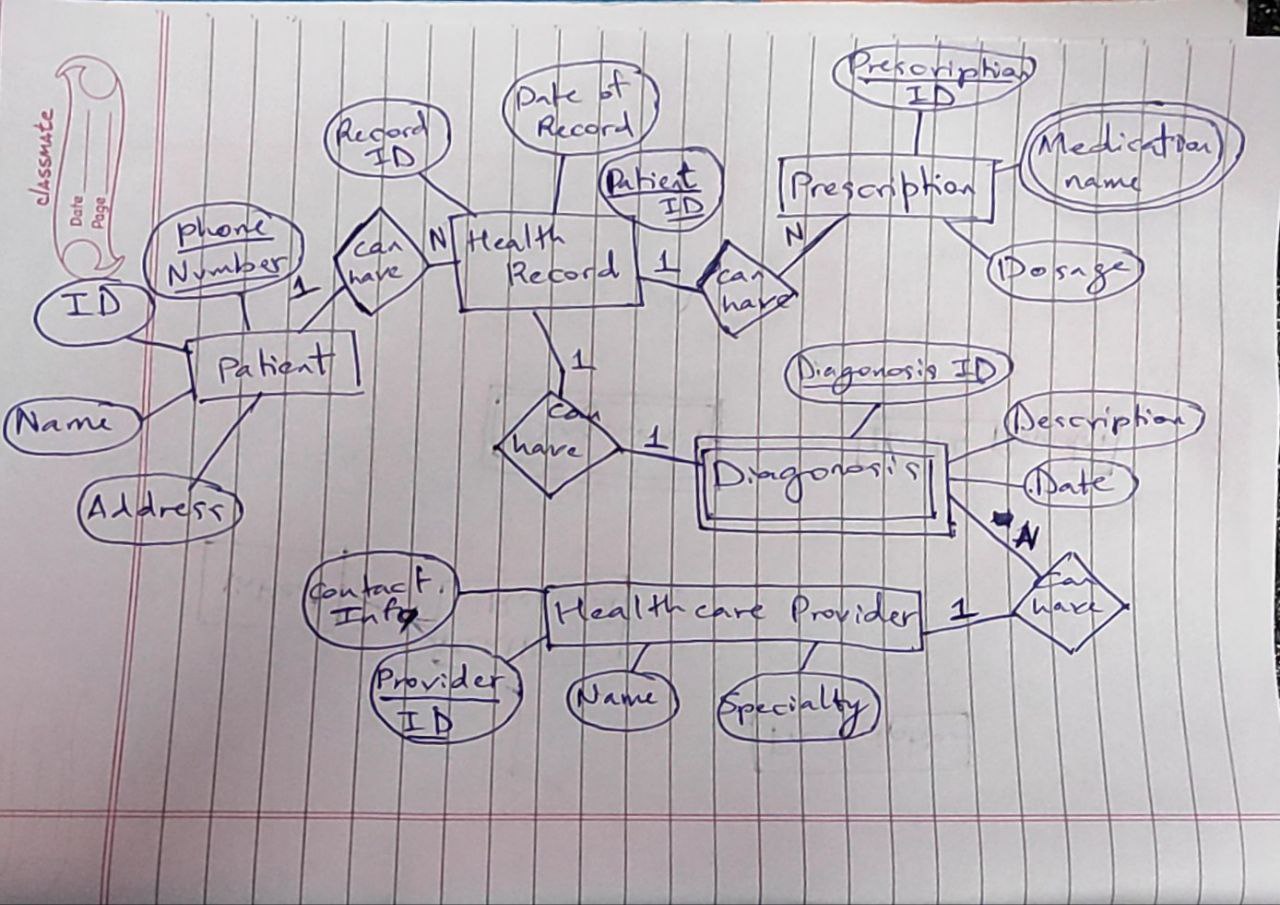 classmate
Date
Page
Prescription
ID
Date of
Record
Record
ID
Medication
name
Patient
ID
Prescription
Phone
Number
can
have
N
Health
Record
1
can
have
N
Dosage
ID
1
Patient
1
Diagonosis ID
Name
can
have
1
Description
Diagonosis
Date
Address
N
Contact.
Info
Healthcare Provider
1
can
have
Provider
ID
Name
Specialty